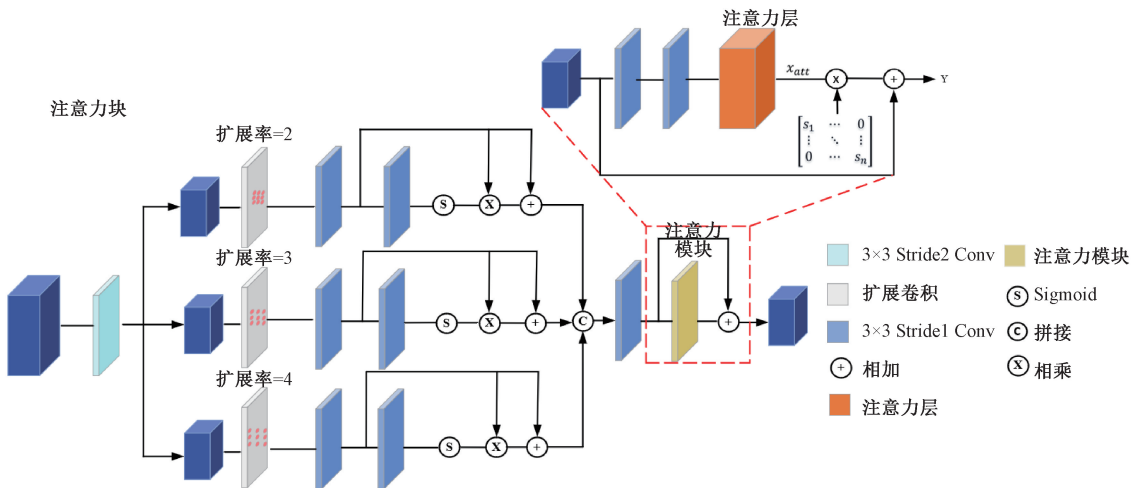 注意力层
x_att
X
+
Y
s₁ ⋯ 0
⋮ ⋱ ⋮
0 ⋯ sₙ
注意力块
扩展率=2
S
X
+
扩展率=3
S
X
+
C
扩展率=4
S
X
+
注意力
模块
+
3×3 Stride2 Conv
注意力模块
扩展卷积
S Sigmoid
3×3 Stride1 Conv
C 拼接
+ 相加
X 相乘
注意力层